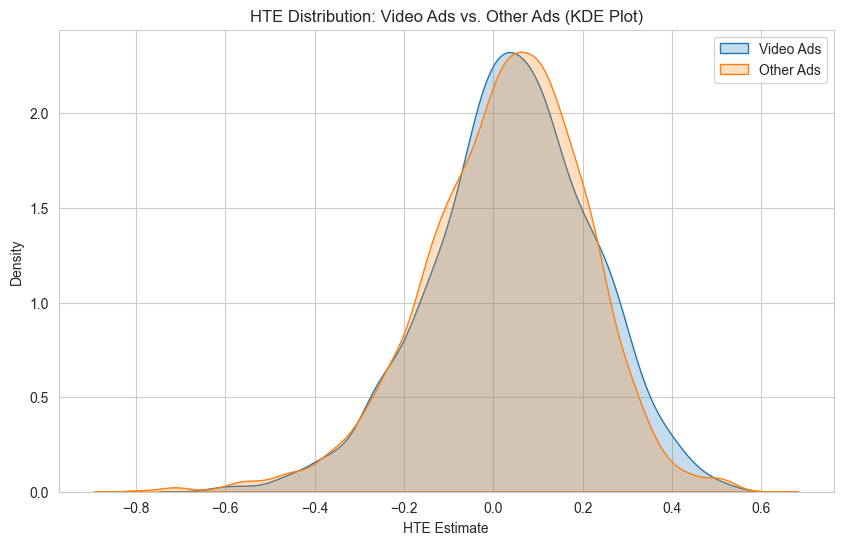 HTE Distribution: Video Ads vs. Other Ads (KDE Plot)
Video Ads
Other Ads
Density
2.0
1.5
1.0
0.5
0.0
−0.8 −0.6 −0.4 −0.2 0.0 0.2 0.4 0.6
HTE Estimate